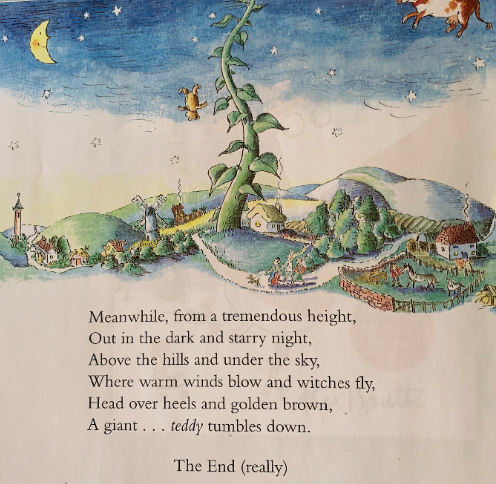 Meanwhile, from a tremendous height,
Out in the dark and starry night,
Above the hills and under the sky,
Where warm winds blow and witches fly,
Head over heels and golden brown,
A giant . . . teddy tumbles down.
The End (really)